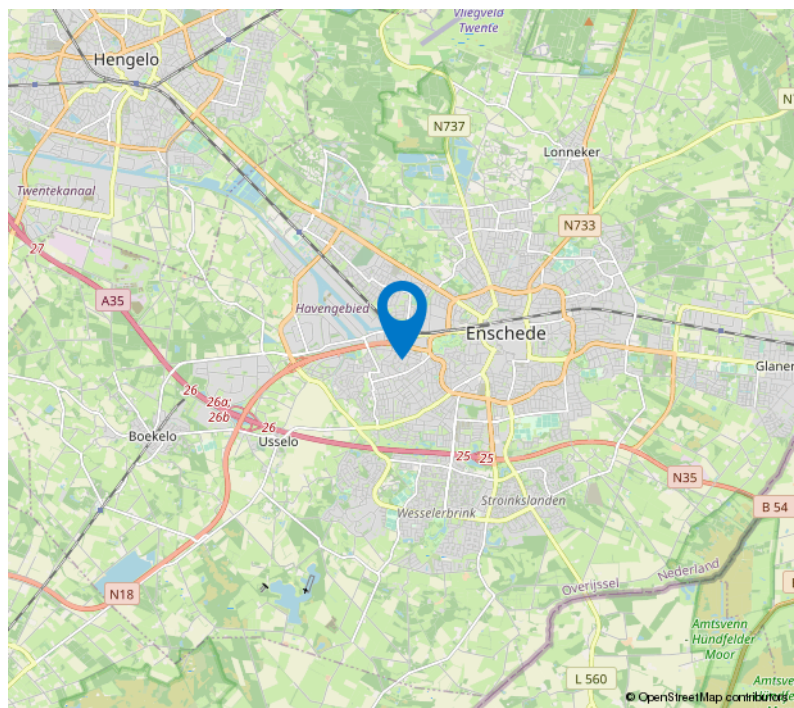 Vliegveld
Twente
Hengelo
N737
Lonneker
Twentekanaal
N733
27
A35
Havengebied
Enschede
Glaner
26
26a;
26b
26
Boekelo
Usselo
25
25
N35
Wesselerbrink
Stroinkslanden
B 54
Overijssel
Nederland
N18
Amtsvenn
- Hündfelder
Moor
L 560
© OpenStreetMap contributors